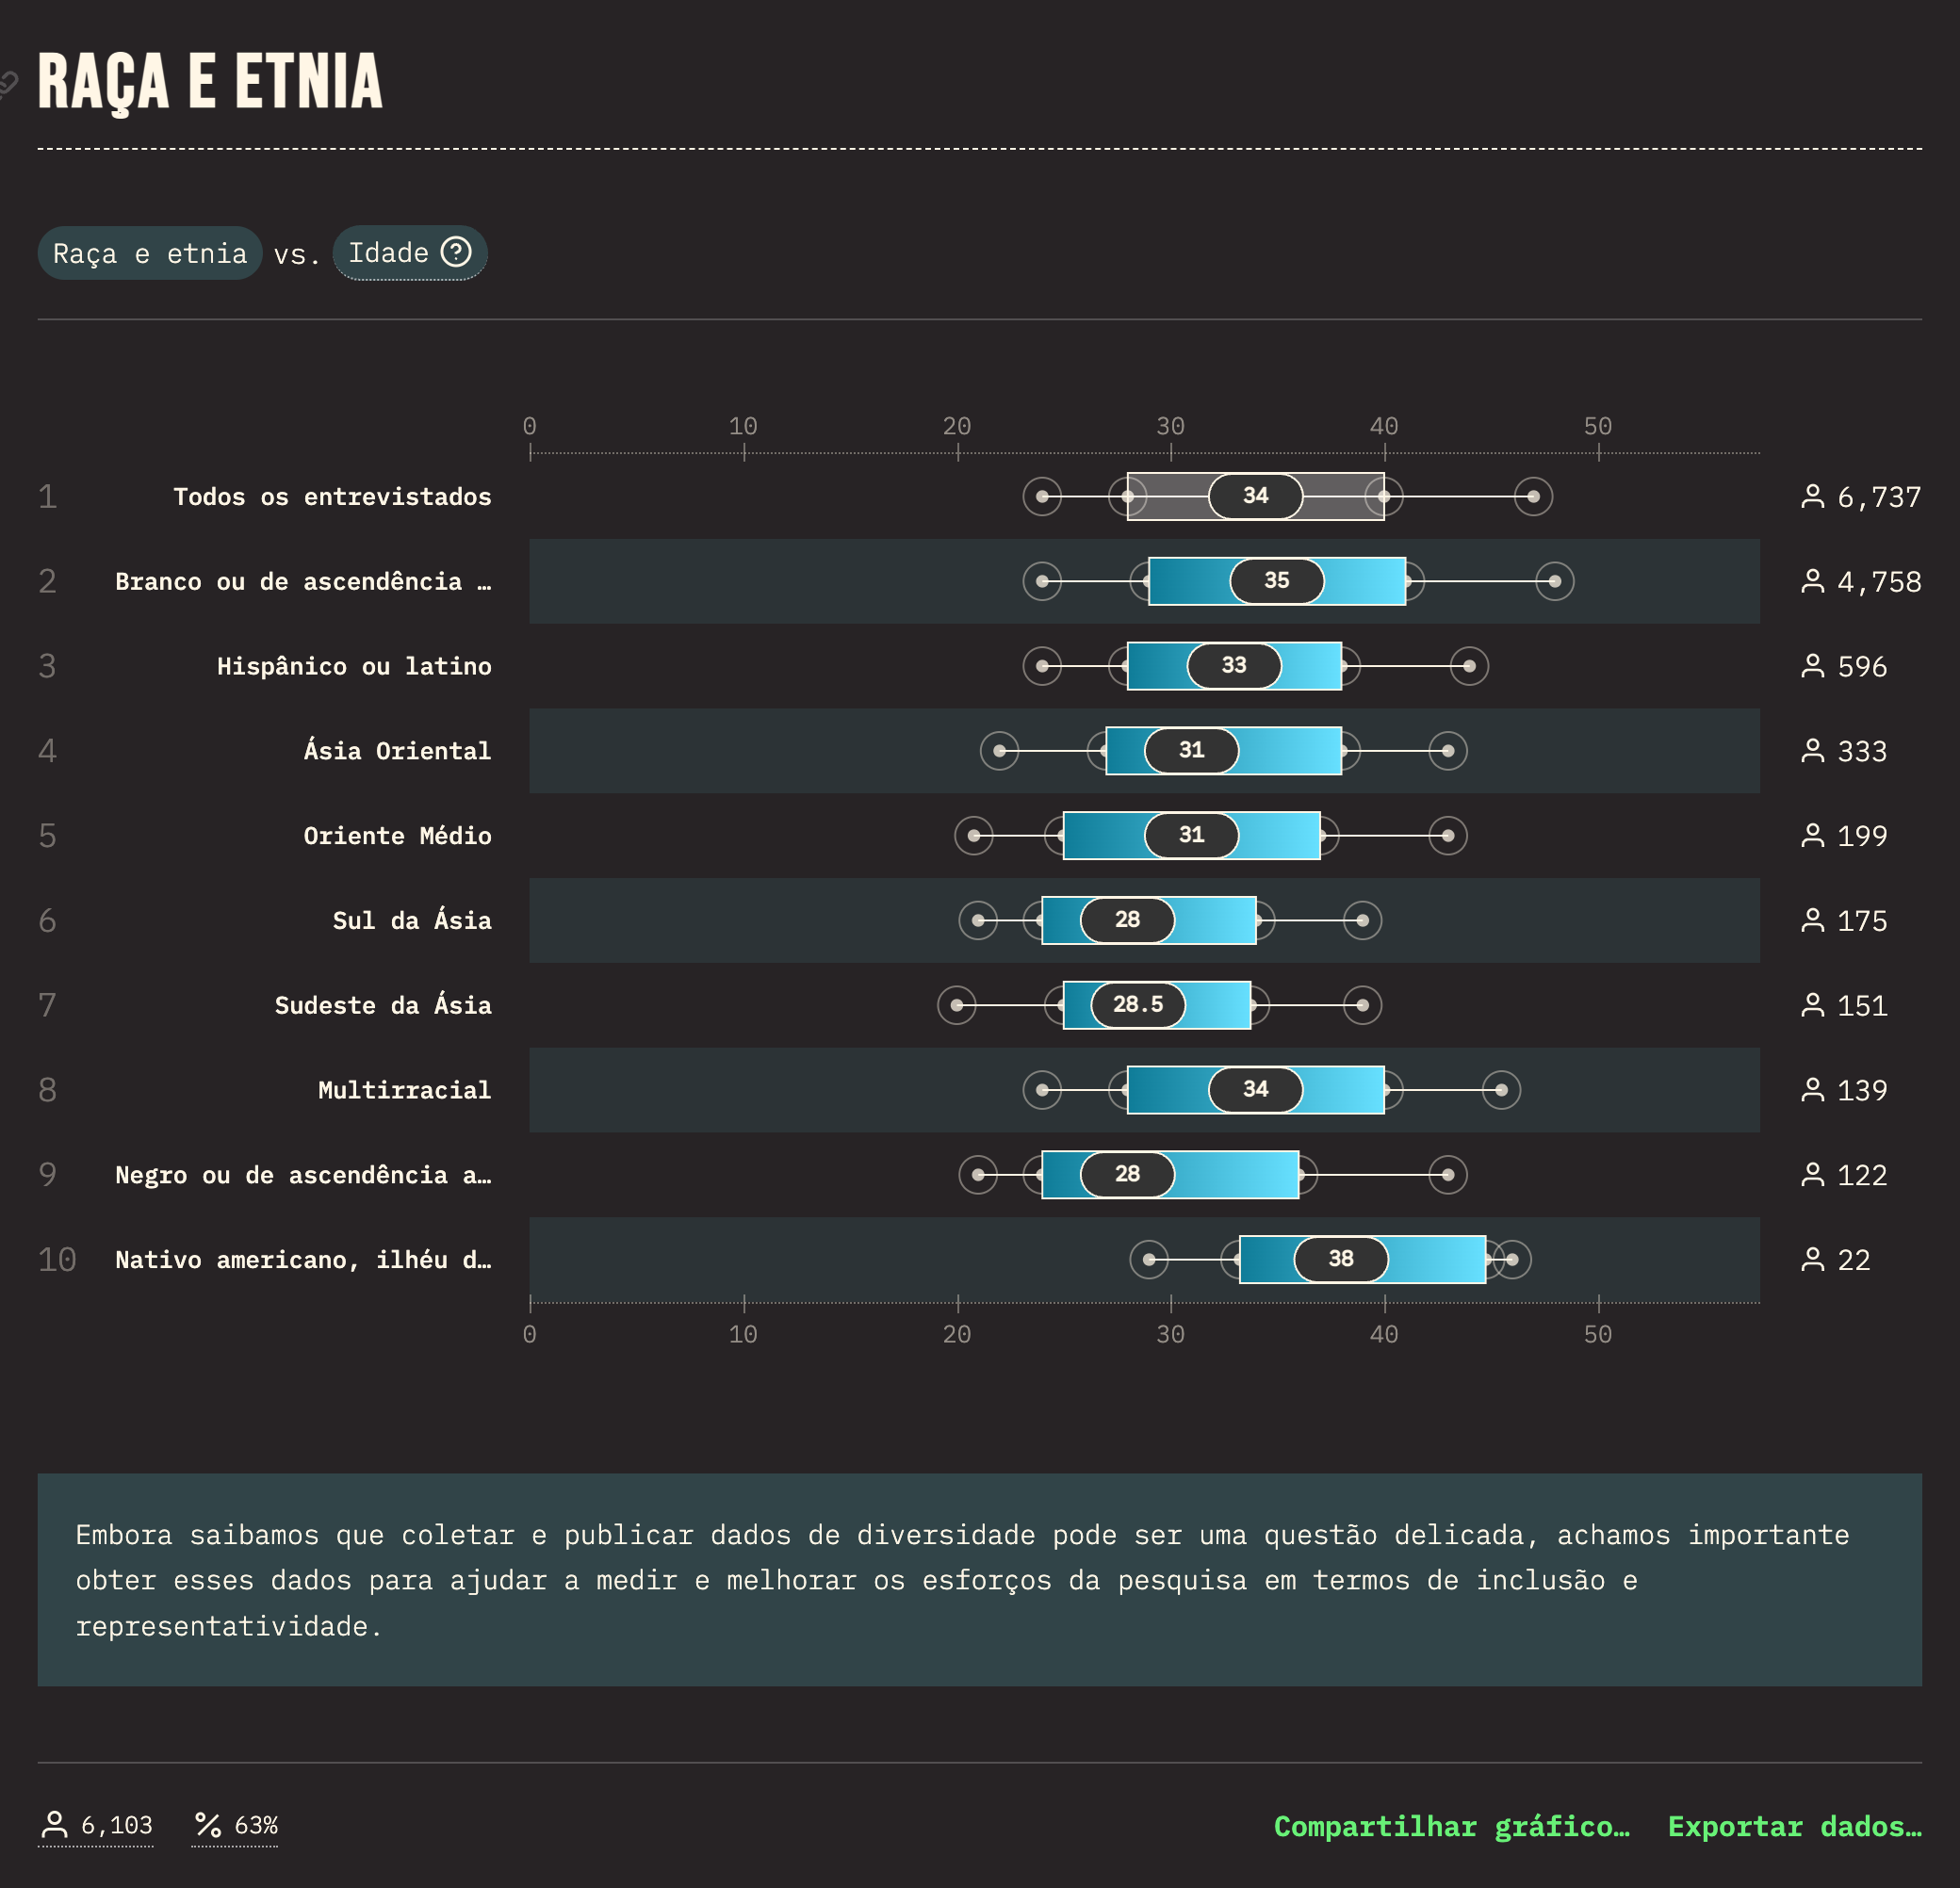 RAÇA E ETNIA
Raça e etnia vs. Idade ?
0 10 20 30 40 50
1 Todos os entrevistados 34 6,737
2 Branco ou de ascendência … 35 4,758
3 Hispânico ou latino 33 596
4 Ásia Oriental 31 333
5 Oriente Médio 31 199
6 Sul da Ásia 28 175
7 Sudeste da Ásia 28.5 151
8 Multirracial 34 139
9 Negro ou de ascendência a… 28 122
10 Nativo americano, ilhéu d… 38 22
0 10 20 30 40 50
Embora saibamos que coletar e publicar dados de diversidade pode ser uma questão delicada, achamos importante
obter esses dados para ajudar a medir e melhorar os esforços da pesquisa em termos de inclusão e
representatividade.
6,103 % 63% Compartilhar gráfico… Exportar dados…